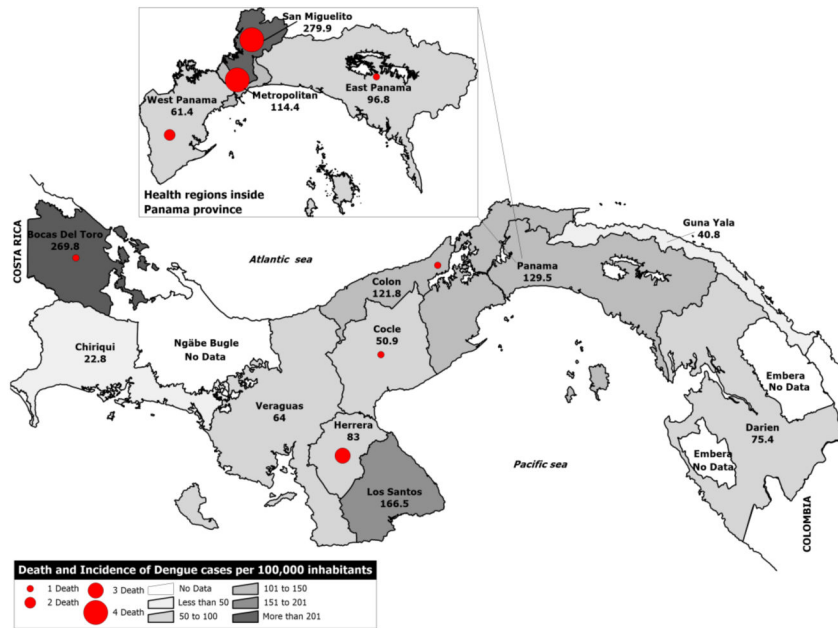 San Miguelito
279.9
West Panama
61.4
Metropolitan
114.4
East Panama
96.8
Health regions inside
Panama province
COSTA RICA
Bocas Del Toro
269.8
Atlantic sea
Guna Yala
40.8
Colon
121.8
Panama
129.5
Chiriqui
22.8
Ngäbe Bugle
No Data
Cocle
50.9
Veraguas
64
Herrera
83
Los Santos
166.5
Pacific sea
Embera
No Data
Darien
75.4
Embera
No Data
COLOMBIA
Death and Incidence of Dengue cases per 100,000 inhabitants
1 Death
2 Death
3 Death
4 Death
No Data
Less than 50
50 to 100
101 to 150
151 to 201
More than 201